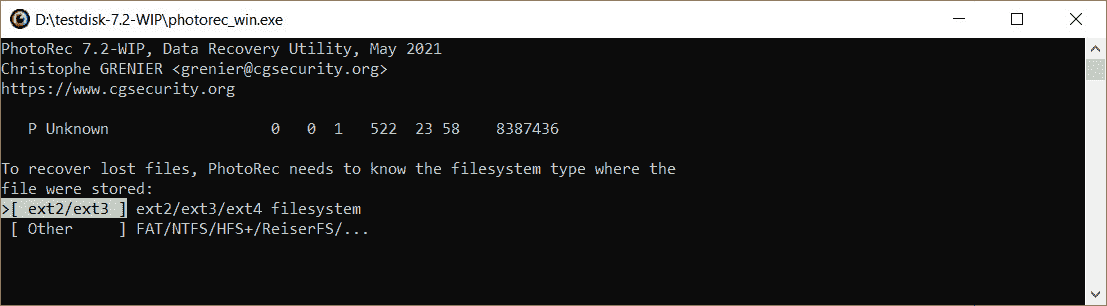 D:\testdisk-7.2-WIP\photorec_win.exe
PhotoRec 7.2-WIP, Data Recovery Utility, May 2021
Christophe GRENIER <grenier@cgsecurity.org>
https://www.cgsecurity.org
P Unknown 0 0 1 522 23 58 8387436
To recover lost files, PhotoRec needs to know the filesystem type where the
file were stored:
>[ ext2/ext3 ] ext2/ext3/ext4 filesystem
[ Other ] FAT/NTFS/HFS+/ReiserFS/...